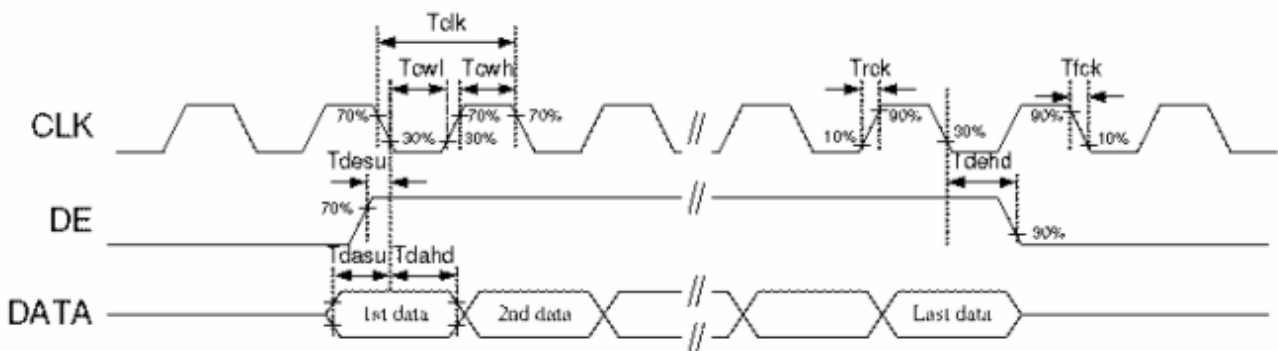 Tclk
Tcwl Tcwh Trck Tfck
CLK 70% 30% 30% 70% 70% 10% 90% 30% 90% 10%
Tdesu Tdehd
DE 70% 30%
Tdasu Tdahd
DATA 1st data 2nd data // Last data